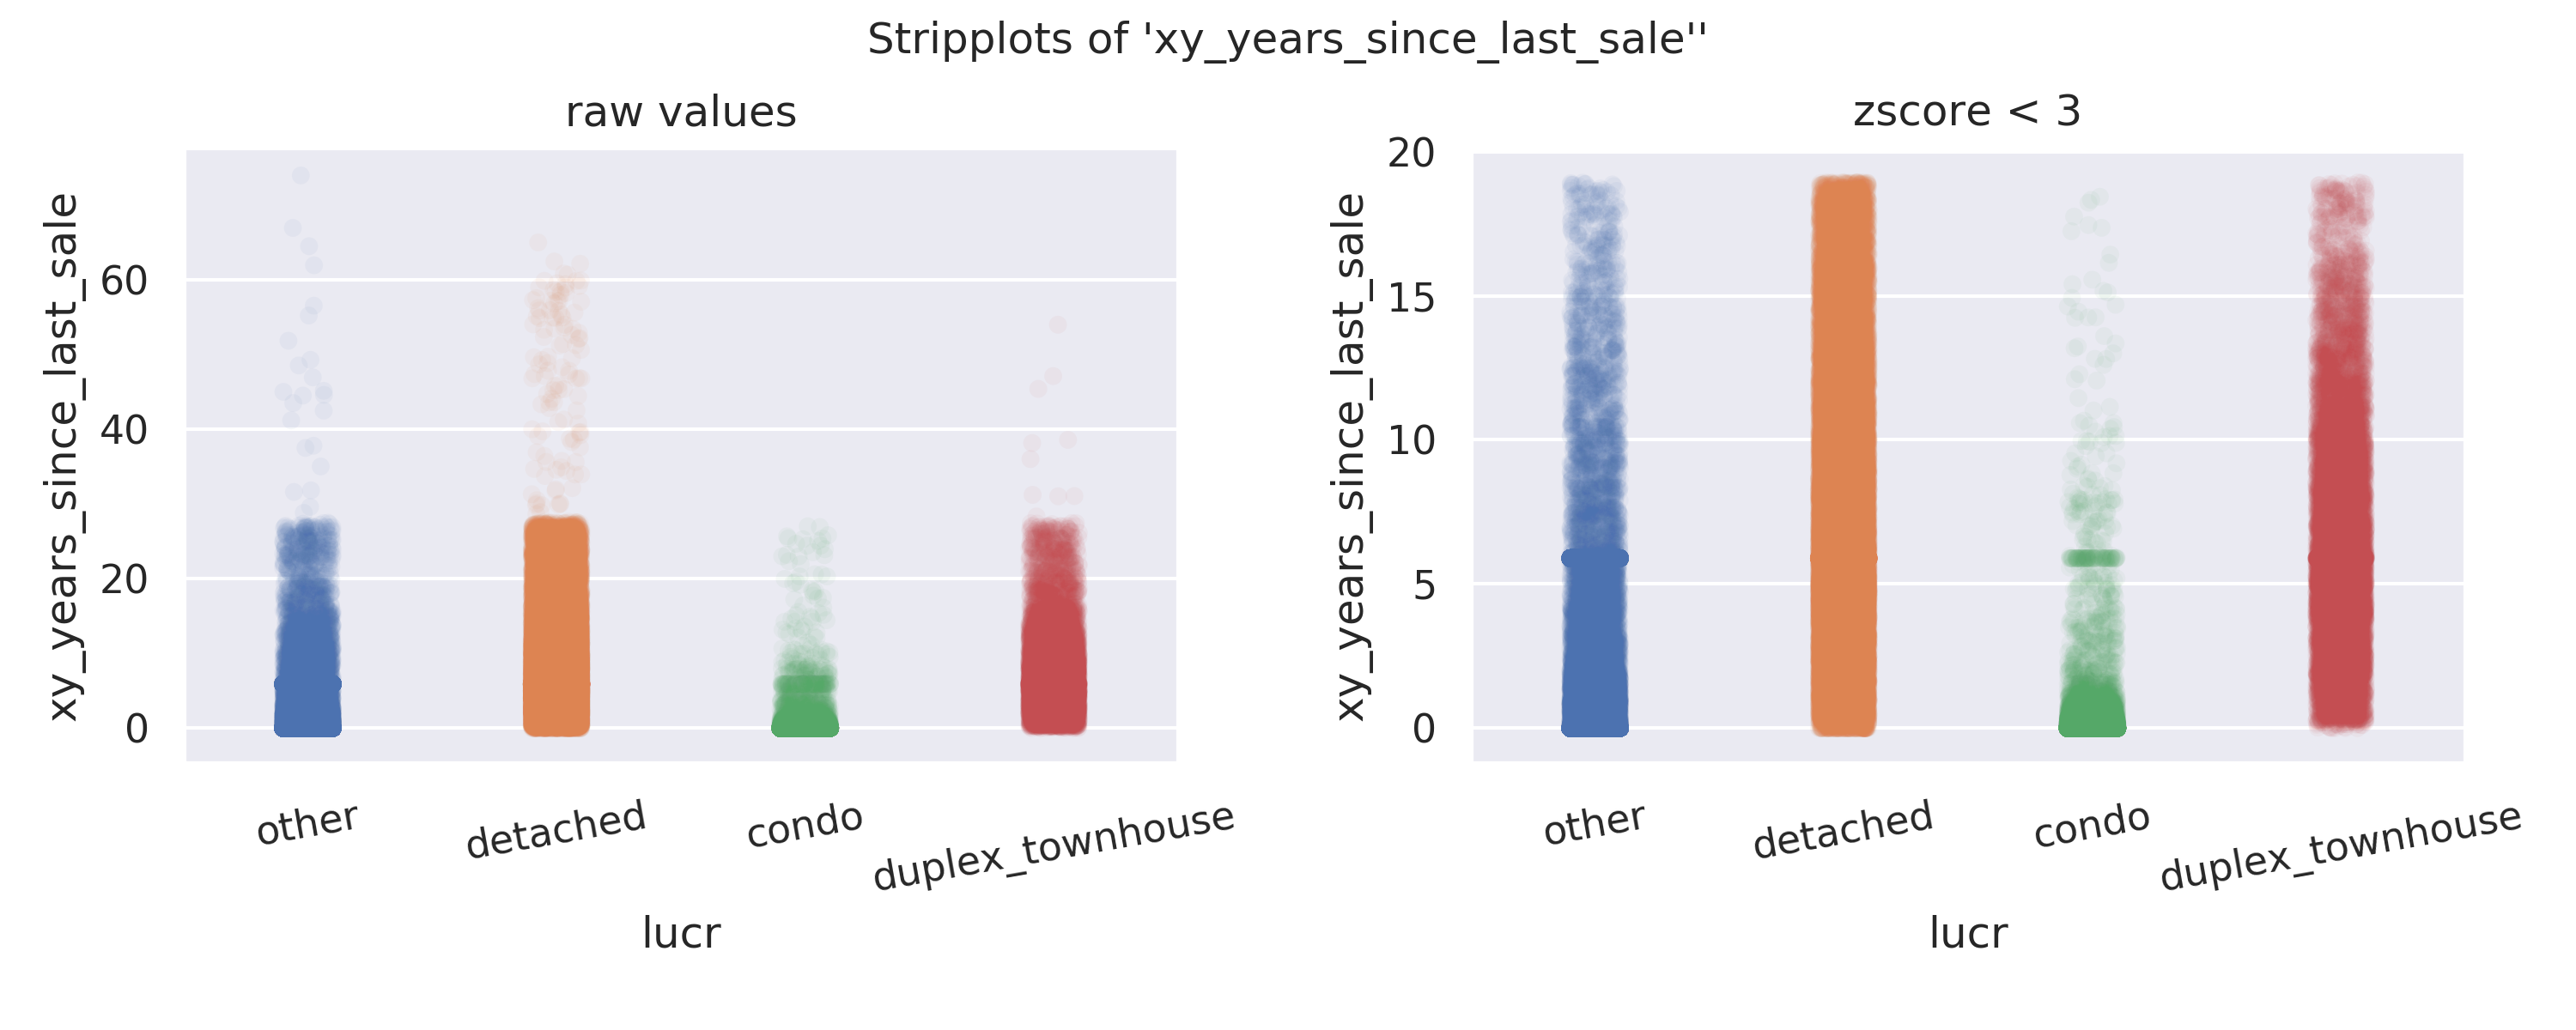 Stripplots of 'xy_years_since_last_sale''
raw values
xy_years_since_last_sale
60
40
20
0
other
detached
condo
duplex_townhouse
lucr
zscore < 3
xy_years_since_last_sale
20
15
10
5
0
other
detached
condo
duplex_townhouse
lucr